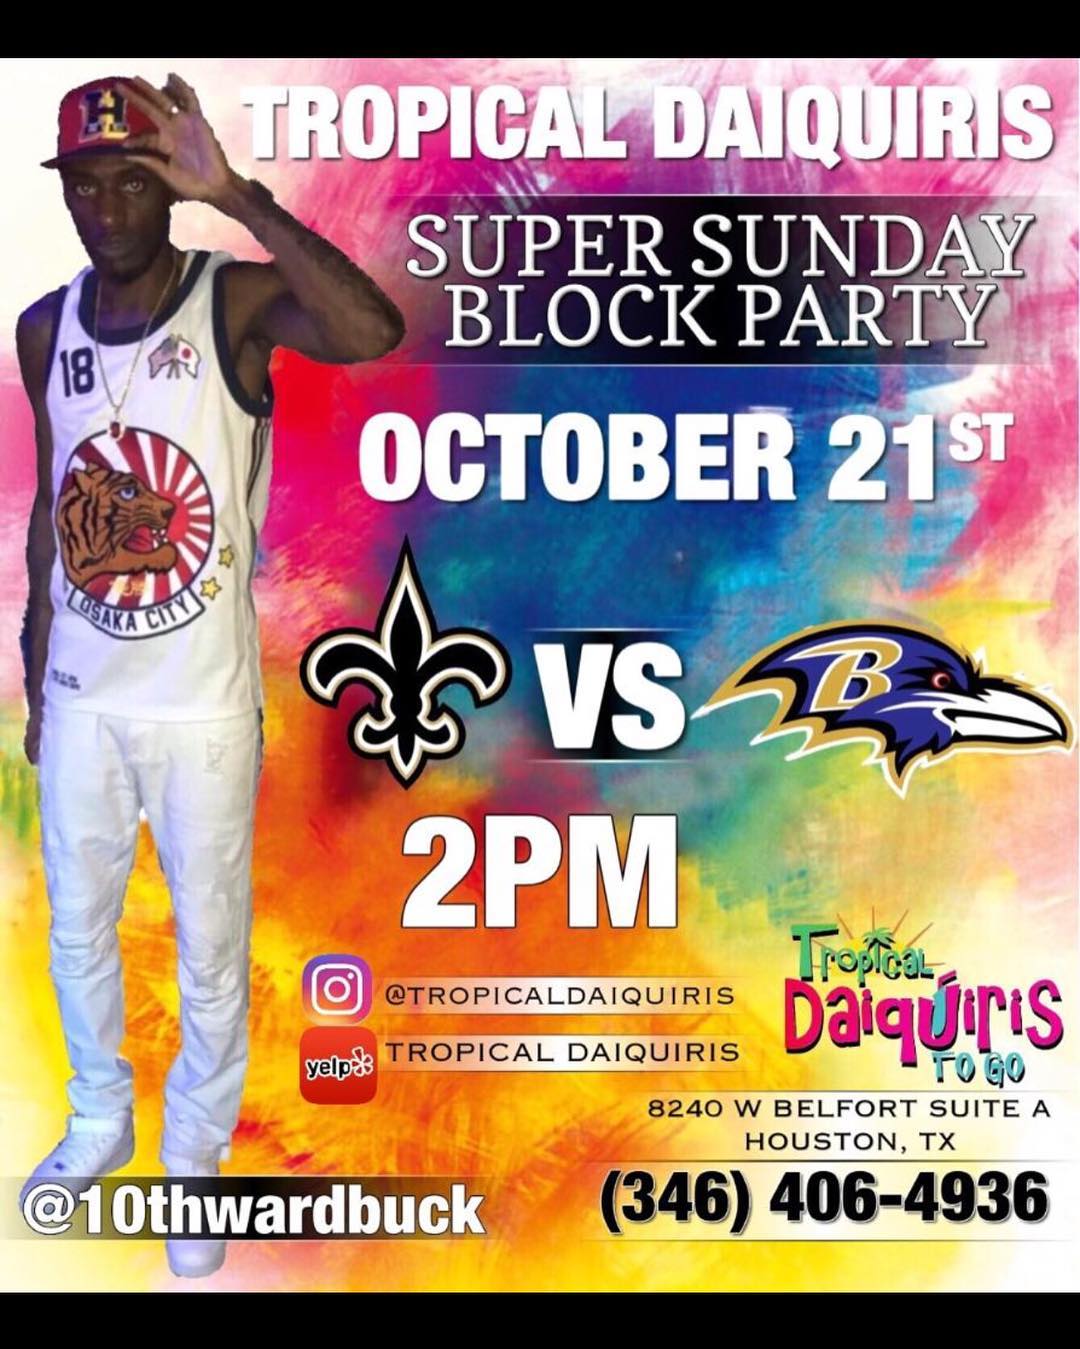 TROPICAL DAIQUIRIS
SUPER SUNDAY
BLOCK PARTY
OCTOBER 21ST
18
OSAKA CITY
VS
B
2PM
@TROPICALDAIQUIRIS
yelp
TROPICAL DAIQUIRIS
Tropical
Daiquiris
TO GO
8240 W BELFORT SUITE A
HOUSTON, TX
@10thwardbuck
(346) 406-4936